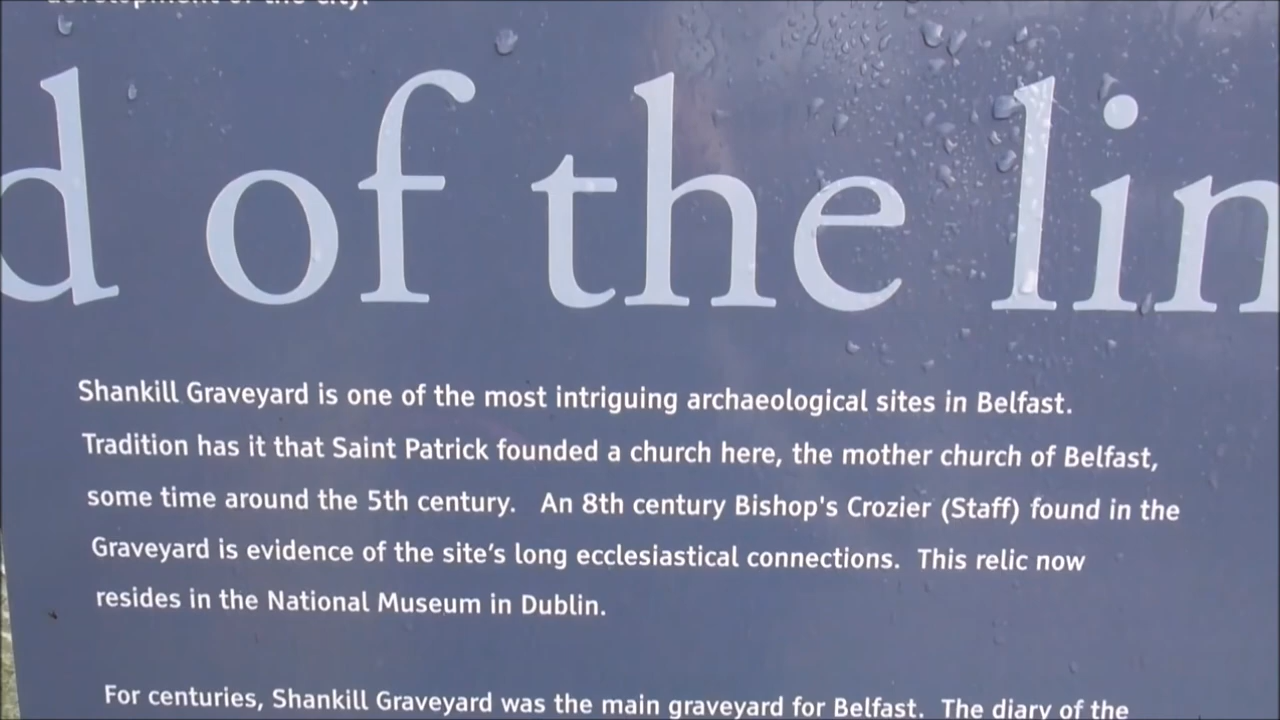 development of the city.
d of the lin
Shankill Graveyard is one of the most intriguing archaeological sites in Belfast.
Tradition has it that Saint Patrick founded a church here, the mother church of Belfast,
some time around the 5th century. An 8th century Bishop's Crozier (Staff) found in the
Graveyard is evidence of the site's long ecclesiastical connections. This relic now
resides in the National Museum in Dublin.
For centuries, Shankill Graveyard was the main graveyard for Belfast. The diary of the